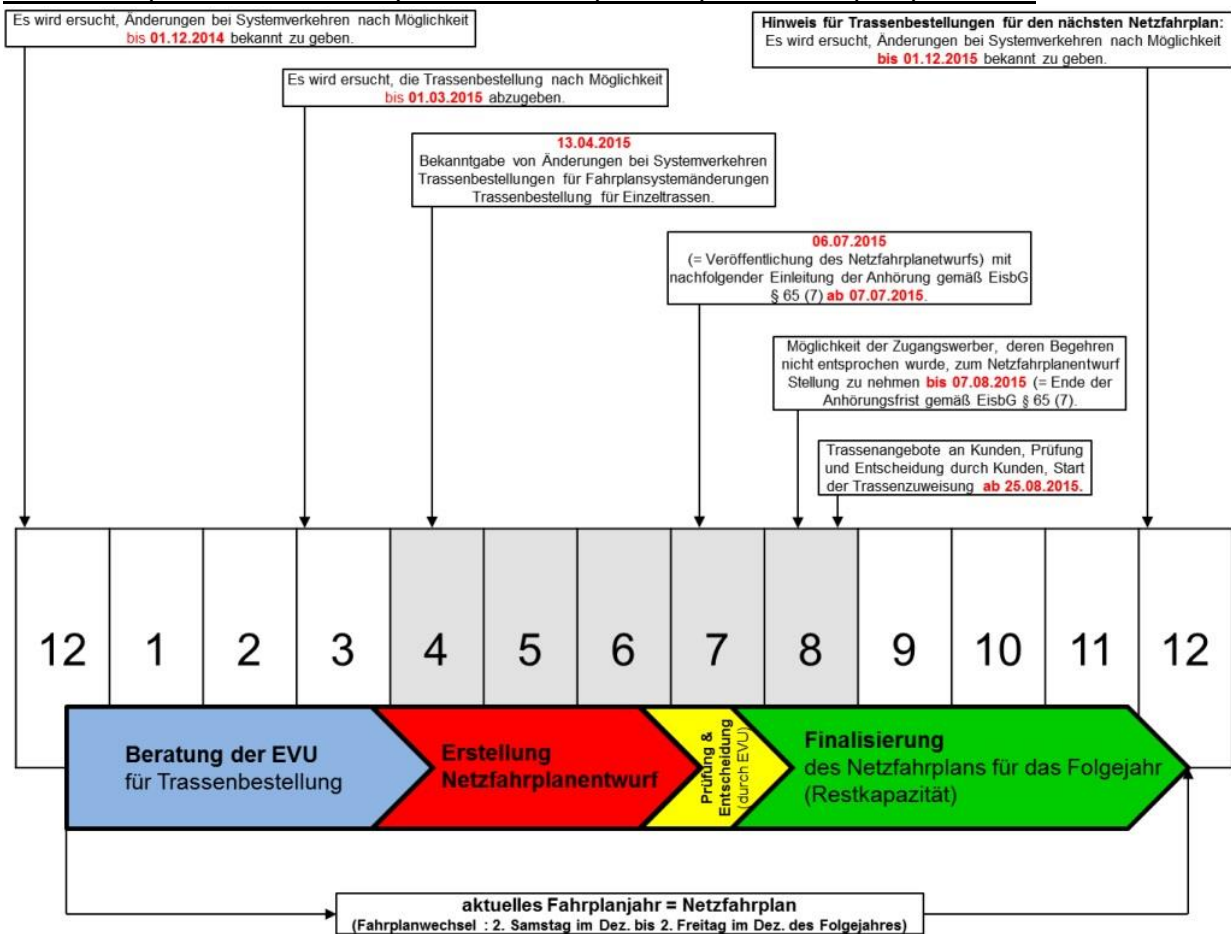 Es wird ersucht, Änderungen bei Systemverkehren nach Möglichkeit
bis 01.12.2014 bekannt zu geben.
Hinweis für Trassenbestellungen für den nächsten Netzfahrplan:
Es wird ersucht, Änderungen bei Systemverkehren nach Möglichkeit
bis 01.12.2015 bekannt zu geben.
Es wird ersucht, die Trassenbestellung nach Möglichkeit
bis 01.03.2015 abzugeben.
13.04.2015
Bekanntgabe von Änderungen bei Systemverkehren
Trassenbestellungen für Fahrplansystemänderungen
Trassenbestellung für Einzeltrassen.
06.07.2015
(= Veröffentlichung des Netzfahrplanetwurfs) mit
nachfolgender Einleitung der Anhörung gemäß EisbG
§ 65 (7) ab 07.07.2015.
Möglichkeit der Zugangswerber, deren Begehren
nicht entsprochen wurde, zum Netzfahrplanentwurf
Stellung zu nehmen bis 07.08.2015 (= Ende der
Anhörungsfrist gemäß EisbG § 65 (7).
Trassenangebote an Kunden, Prüfung
und Entscheidung durch Kunden, Start
der Trassenzuweisung ab 25.08.2015.
12 1 2 3 4 5 6 7 8 9 10 11 12
Beratung der EVU
für Trassenbestellung
Erstellung
Netzfahrplanentwurf
Prüfung &
Entscheidung
(durch EVU)
Finalisierung
des Netzfahrplans für das Folgejahr
(Restkapazität)
aktuelles Fahrplanjahr = Netzfahrplan
(Fahrplanwechsel : 2. Samstag im Dez. bis 2. Freitag im Dez. des Folgejahres)